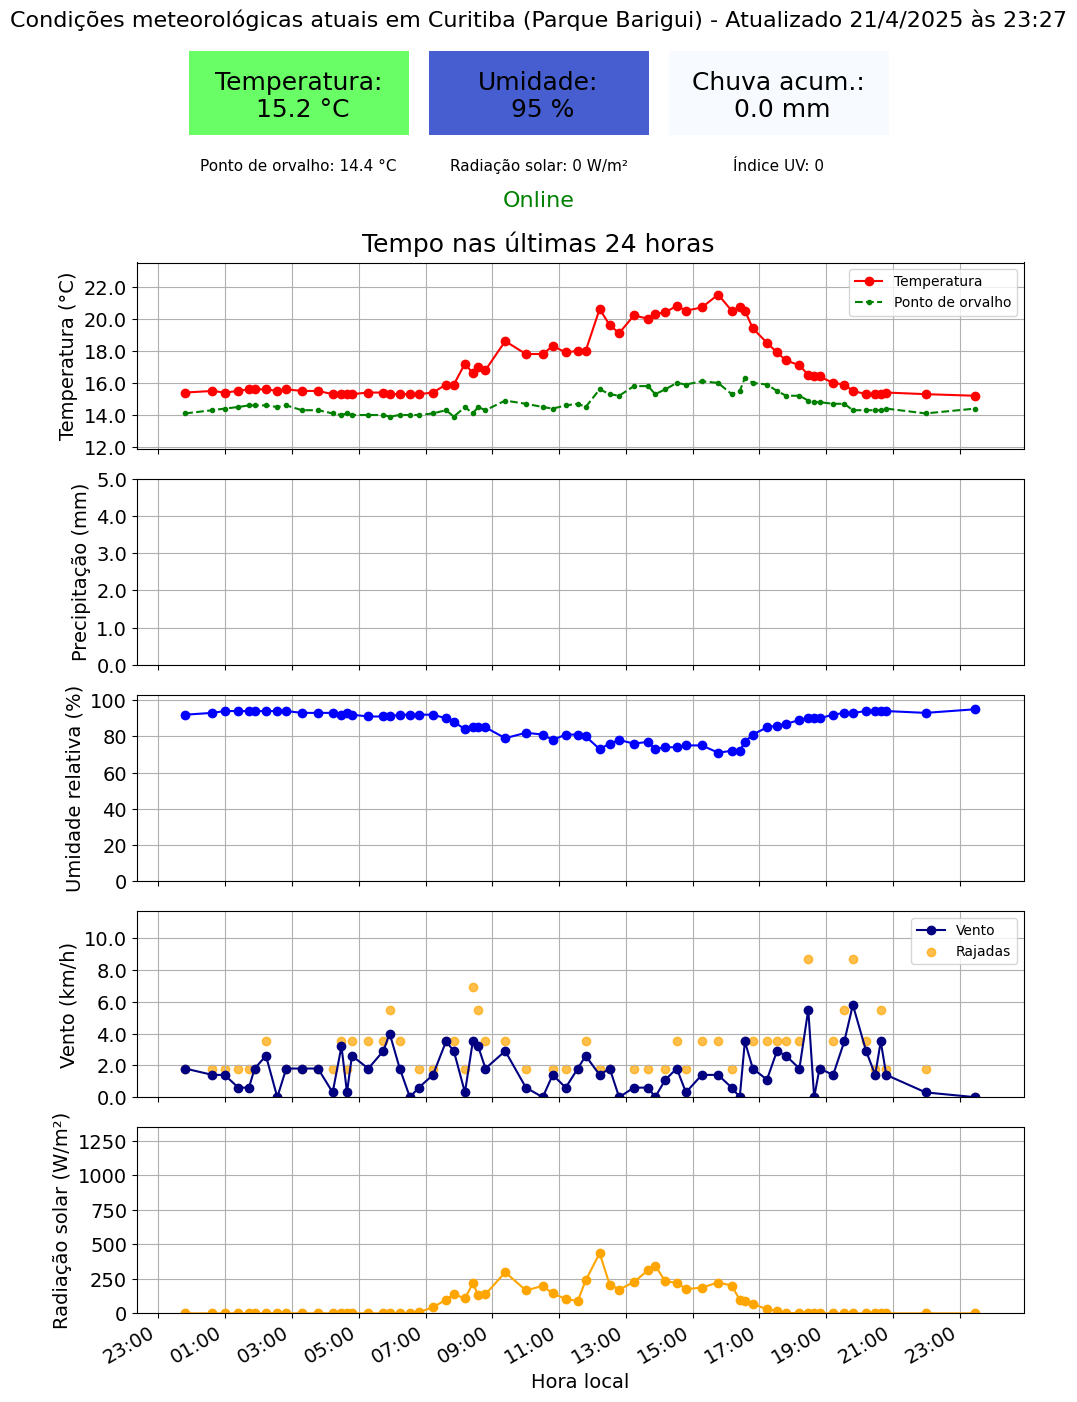 Condições meteorológicas atuais em Curitiba (Parque Barigui) - Atualizado 21/4/2025 às 23:27
Temperatura:
15.2 °C
Umidade:
95 %
Chuva acum.:
0.0 mm
Ponto de orvalho: 14.4 °C
Radiação solar: 0 W/m²
Índice UV: 0
Online
Tempo nas últimas 24 horas
Temperatura (°C)
22.0
20.0
18.0
16.0
14.0
12.0
Temperatura
Ponto de orvalho
Precipitação (mm)
5.0
4.0
3.0
2.0
1.0
0.0
Umidade relativa (%)
100
80
60
40
20
0
Vento (km/h)
10.0
8.0
6.0
4.0
2.0
0.0
Vento
Rajadas
Radiação solar (W/m²)
1250
1000
750
500
250
0
23:00
01:00
03:00
05:00
07:00
09:00
11:00
13:00
15:00
17:00
19:00
21:00
23:00
Hora local